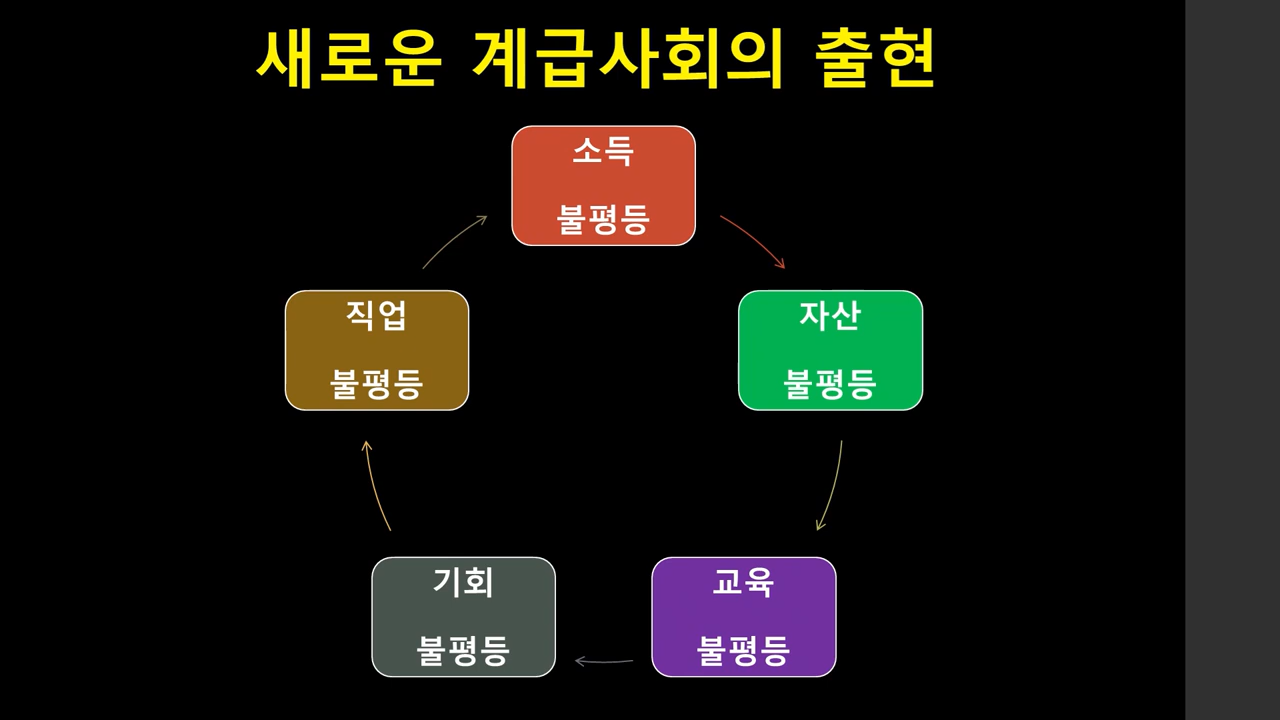 새로운 계급사회의 출현
소득
불평등
자산
불평등
교육
불평등
기회
불평등
직업
불평등